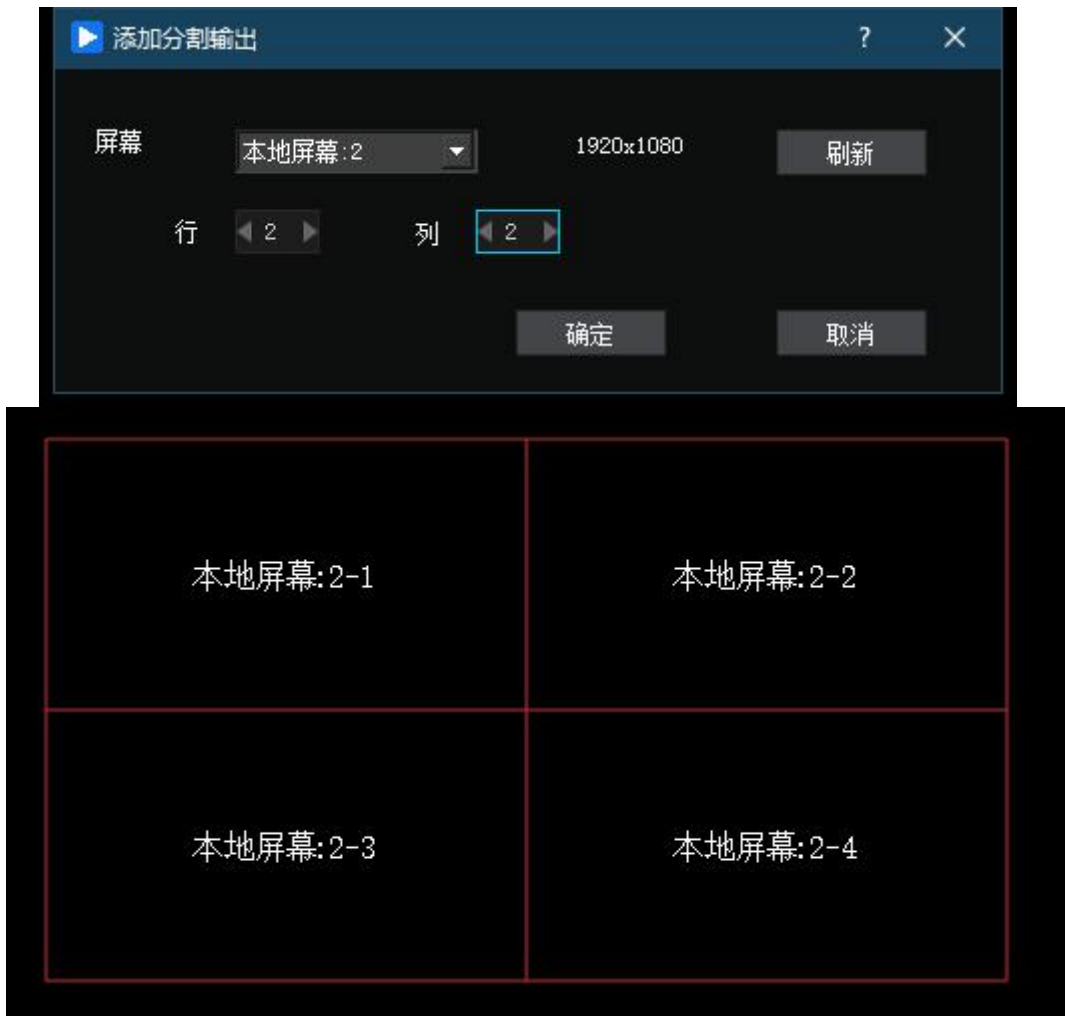 添加分割输出 ? ×
屏幕 本地屏幕:2 1920x1080 刷新
行 2 列 2
确定 取消
本地屏幕:2-1 本地屏幕:2-2
本地屏幕:2-3 本地屏幕:2-4